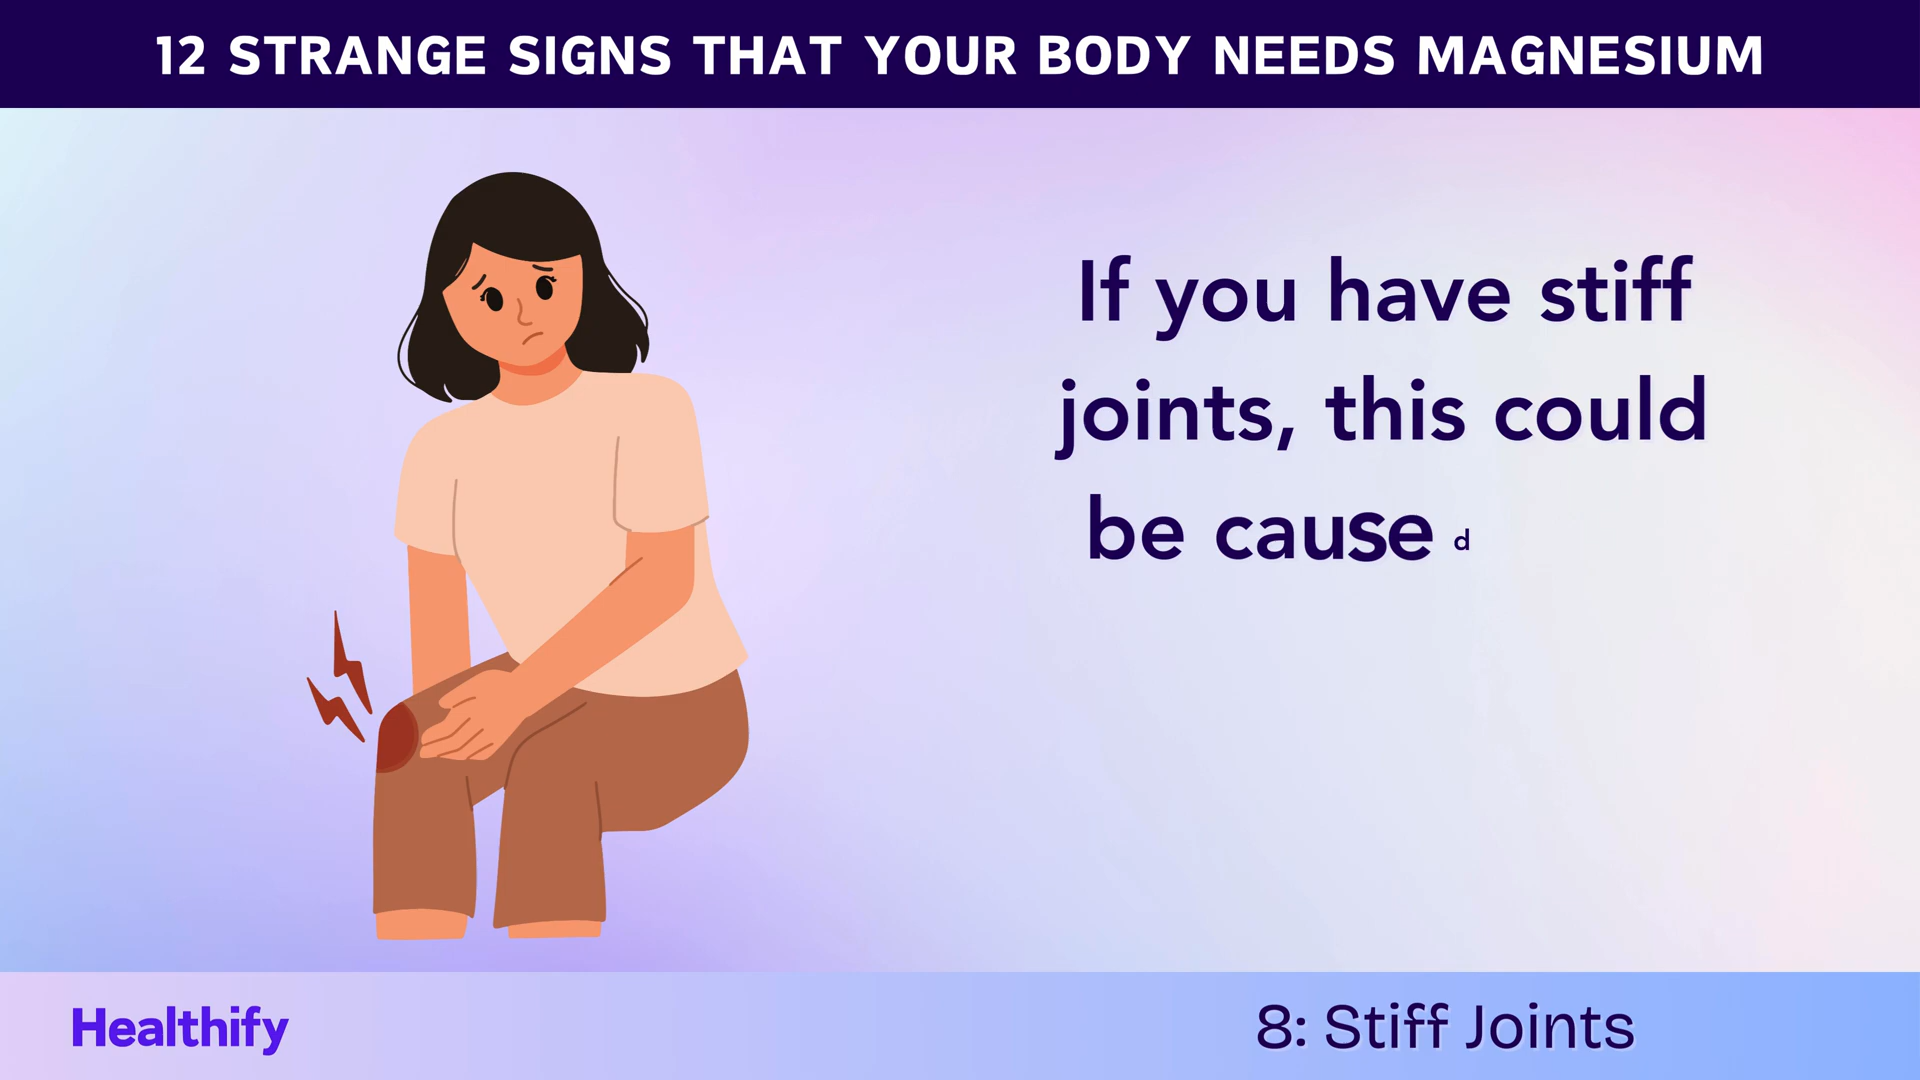 12 STRANGE SIGNS THAT YOUR BODY NEEDS MAGNESIUM
If you have stiff
joints, this could
be caused
Healthify
8: Stiff Joints